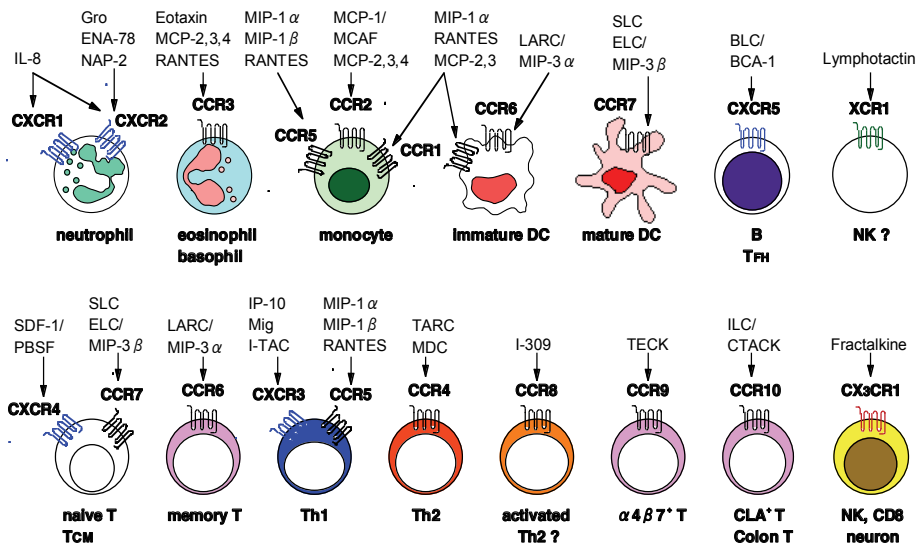 IL-8
Gro
ENA-78
NAP-2
CXCR1
CXCR2
neutrophil
Eotaxin
MCP-2,3,4
RANTES
CCR3
eosinophil
basophil
MIP-1α
MIP-1β
RANTES
CCR5
MCP-1/
MCAF
MCP-2,3,4
CCR2
monocyte
MIP-1α
RANTES
MCP-2,3
CCR1
LARC/
MIP-3α
CCR6
immature DC
SLC
ELC/
MIP-3β
CCR7
mature DC
BLC/
BCA-1
CXCR5
B
TFH
Lymphotactin
XCR1
NK ?
SDF-1/
PBSF
CXCR4
SLC
ELC/
MIP-3β
CCR7
naive T
TCM
LARC/
MIP-3α
CCR6
memory T
IP-10
Mig
I-TAC
CXCR3
MIP-1α
MIP-1β
RANTES
CCR5
Th1
TARC
MDC
CCR4
Th2
I-309
CCR8
activated
Th2 ?
TECK
CCR9
α4β7⁺ T
ILC/
CTACK
CCR10
CLA⁺ T
Colon T
Fractalkine
CX3CR1
NK, CD8
neuron